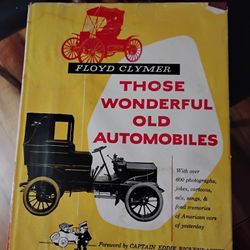 FLOYD CLYMER
THOSE
WONDERFUL
OLD
AUTOMOBILES
With over
600 photographs,
jokes, cartoons,
ads, songs, &
fond memories
of American cars
of yesterday
Foreword by CAPTAIN EDDIE